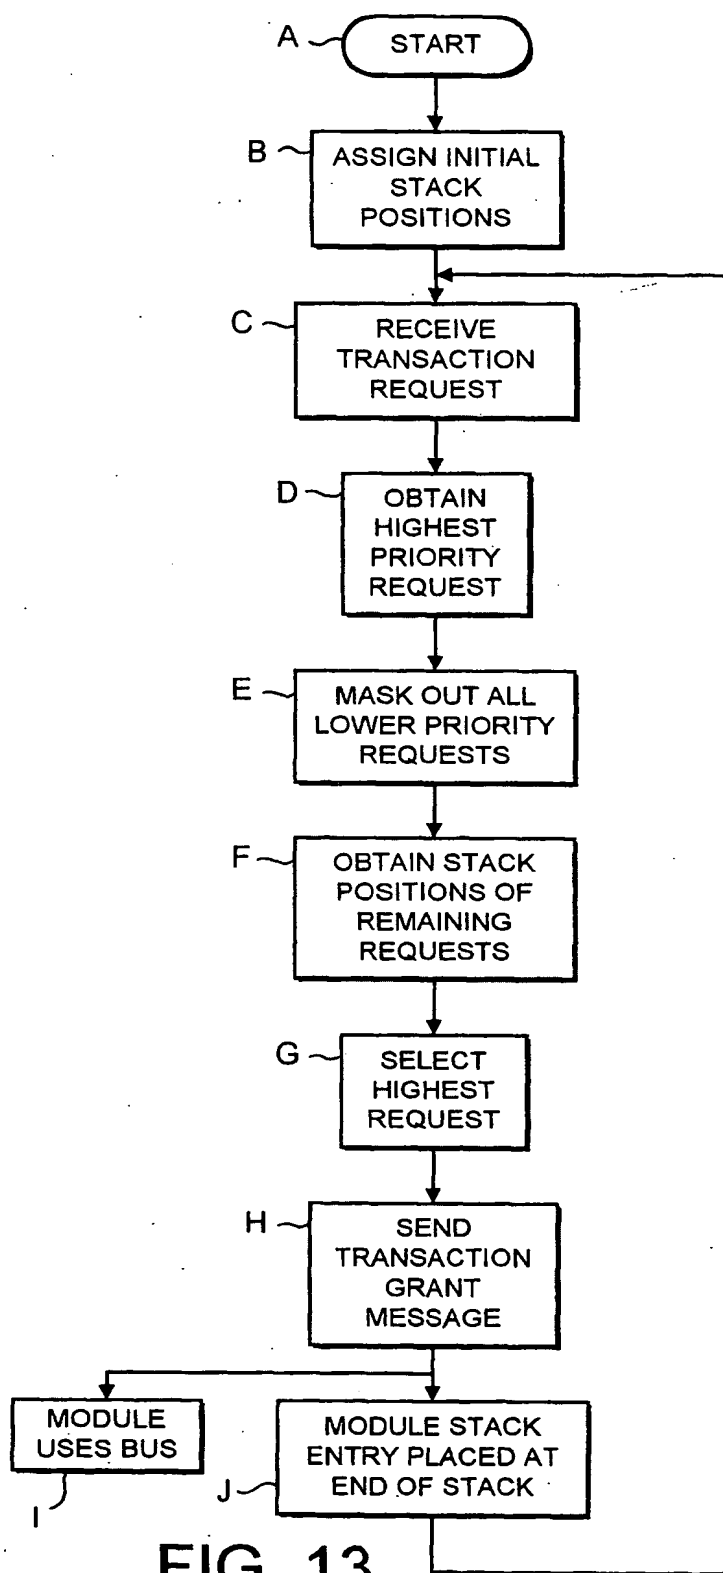 A
START
B
ASSIGN INITIAL
STACK
POSITIONS
C
RECEIVE
TRANSACTION
REQUEST
D
OBTAIN
HIGHEST
PRIORITY
REQUEST
E
MASK OUT ALL
LOWER PRIORITY
REQUESTS
F
OBTAIN STACK
POSITIONS OF
REMAINING
REQUESTS
G
SELECT
HIGHEST
REQUEST
H
SEND
TRANSACTION
GRANT
MESSAGE
MODULE
USES BUS
I
MODULE STACK
ENTRY PLACED AT
END OF STACK
J
FIG. 13